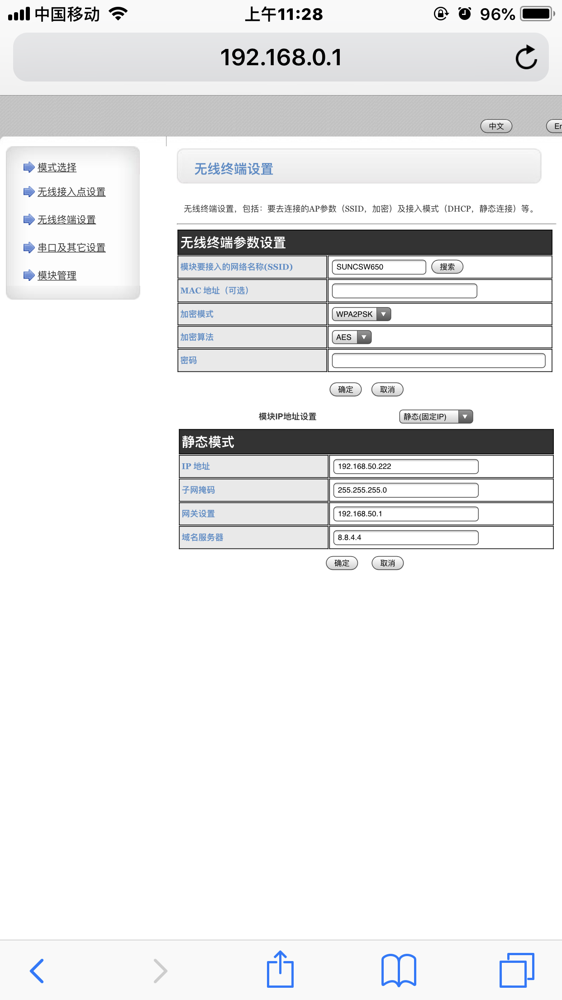 中国移动 上午11:28 96%
192.168.0.1
中文 En
模式选择
无线接入点设置
无线终端设置
串口及其它设置
模块管理
无线终端设置
无线终端设置，包括：要去连接的AP参数（SSID，加密）及接入模式（DHCP，静态连接）等。
无线终端参数设置
模块要接入的网络名称(SSID) SUNCSW650 搜索
MAC 地址（可选）
加密模式 WPA2PSK
加密算法 AES
密码
确定 取消
模块IP地址设置 静态(固定IP)
静态模式
IP 地址 192.168.50.222
子网掩码 255.255.255.0
网关设置 192.168.50.1
域名服务器 8.8.4.4
确定 取消